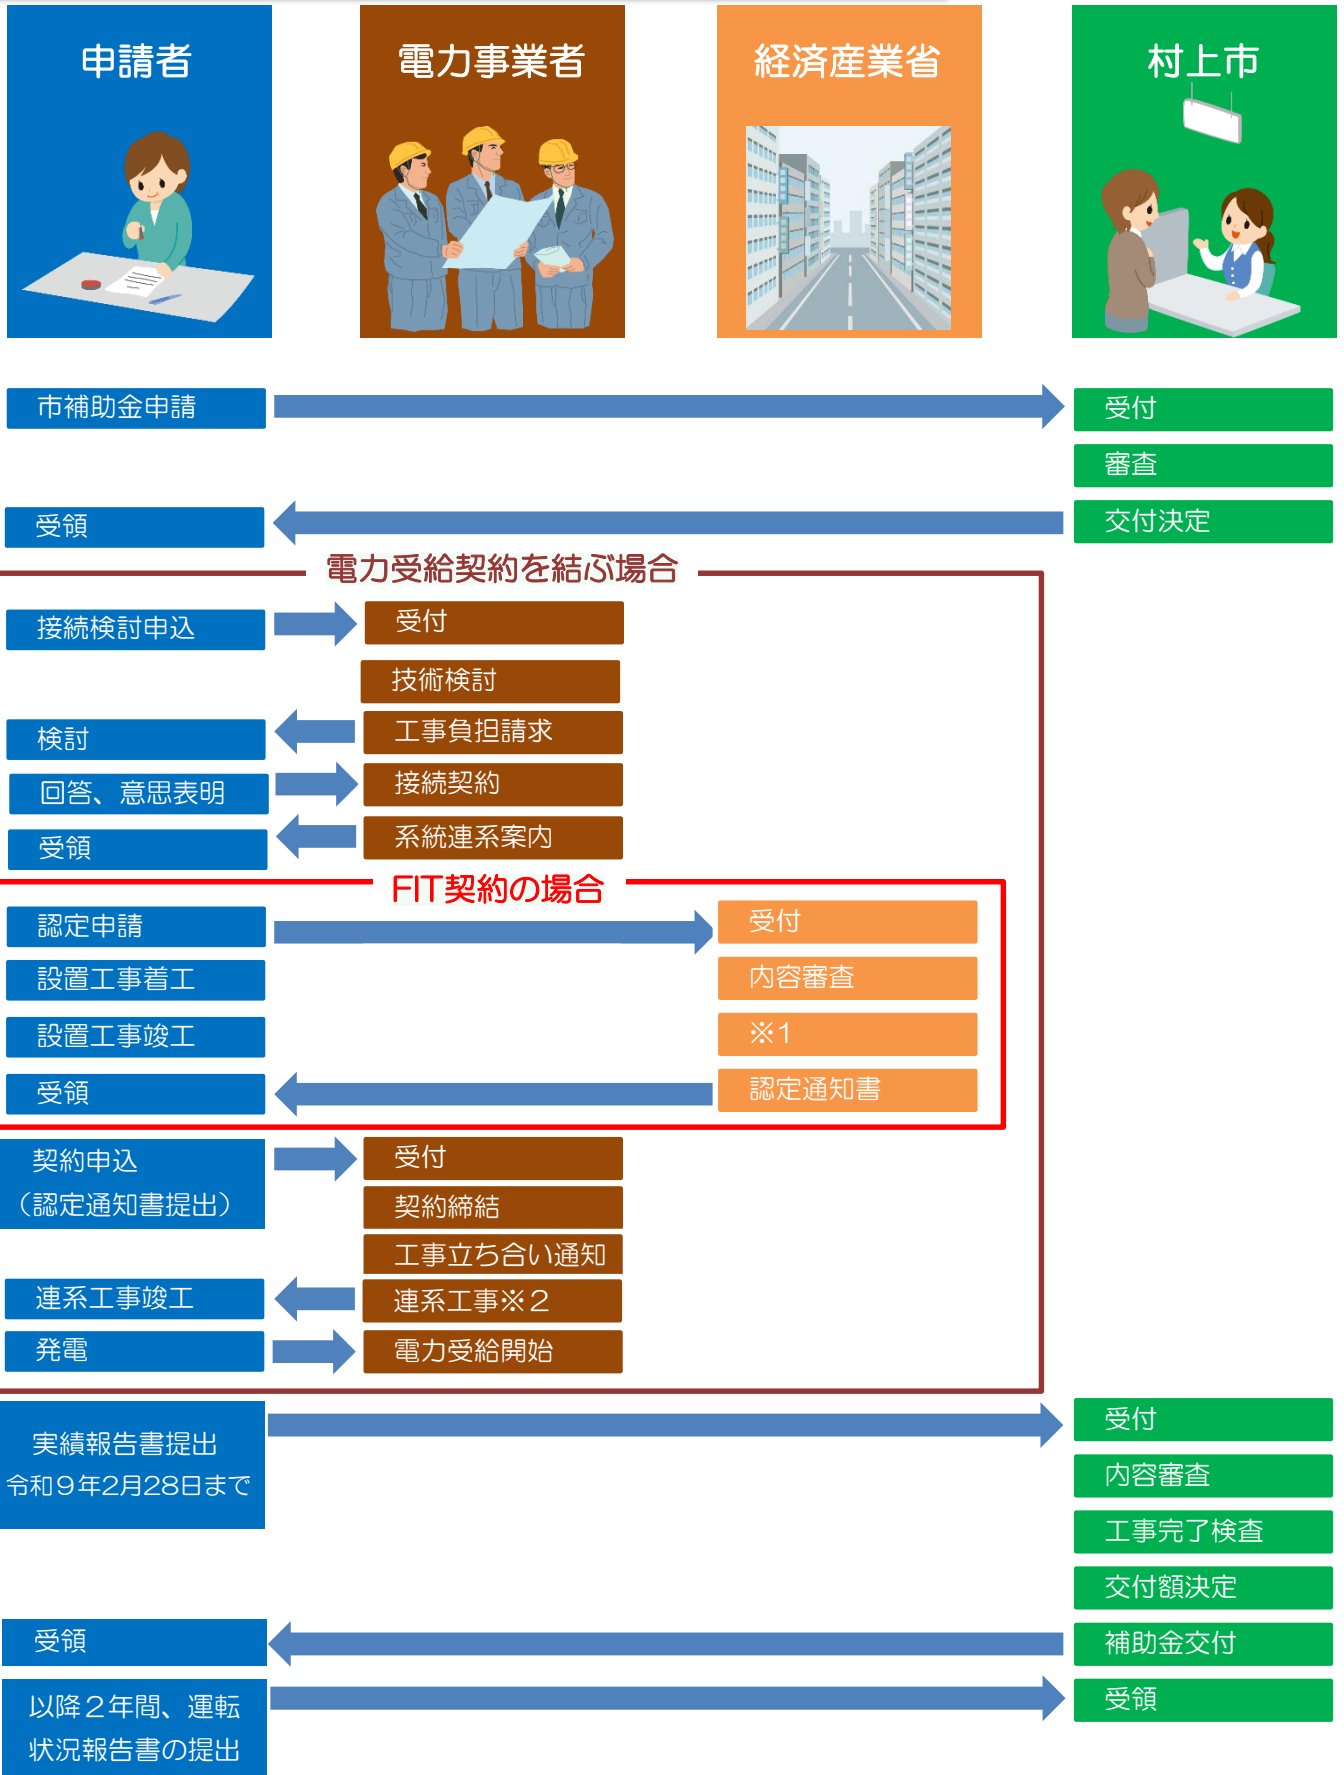 申請者
電力事業者
経済産業省
村上市
市補助金申請
受付
審査
受領
交付決定
電力受給契約を結ぶ場合
接続検討申込
受付
技術検討
検討
工事負担請求
回答、意思表明
接続契約
受領
系統連系案内
FIT契約の場合
認定申請
受付
設置工事着工
内容審査
設置工事竣工
※1
受領
認定通知書
契約申込
（認定通知書提出）
受付
契約締結
工事立ち合い通知
連系工事竣工
連系工事※２
発電
電力受給開始
実績報告書提出
令和９年2月28日まで
受付
内容審査
工事完了検査
交付額決定
受領
補助金交付
以降２年間、運転
状況報告書の提出
受領